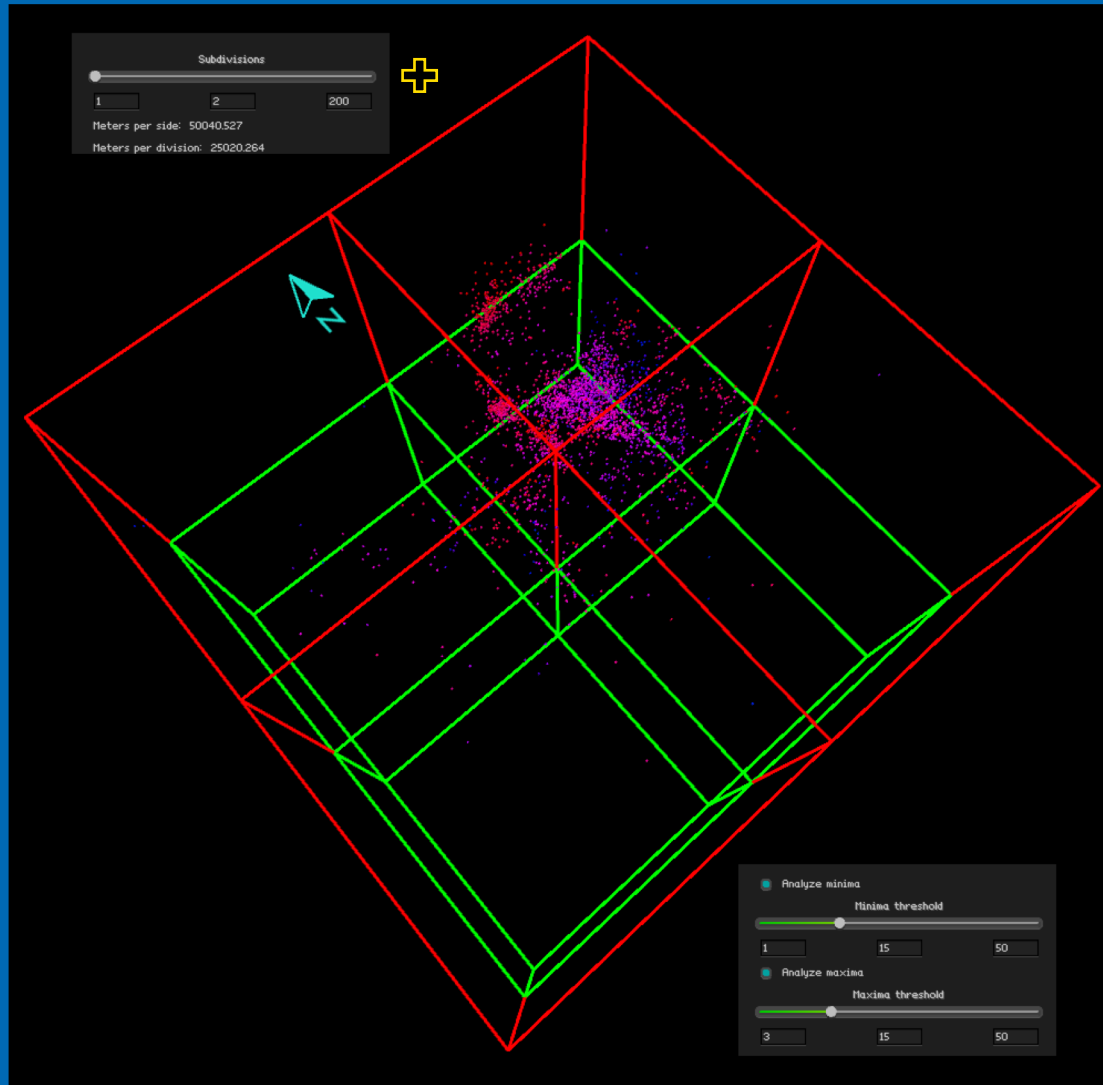 Subdivisions
1 2 200
Meters per side: 50040.527
Meters per division: 25020.264
N
Analyze minima
Minima threshold
1 15 50
Analyze maxima
Maxima threshold
3 15 50